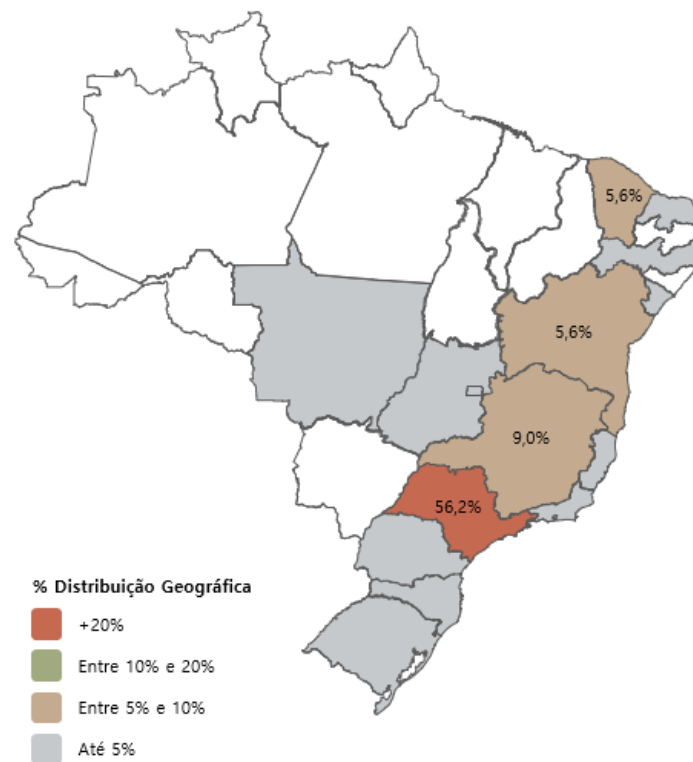 5,6%
5,6%
9,0%
56,2%
% Distribuição Geográfica
+20%
Entre 10% e 20%
Entre 5% e 10%
Até 5%